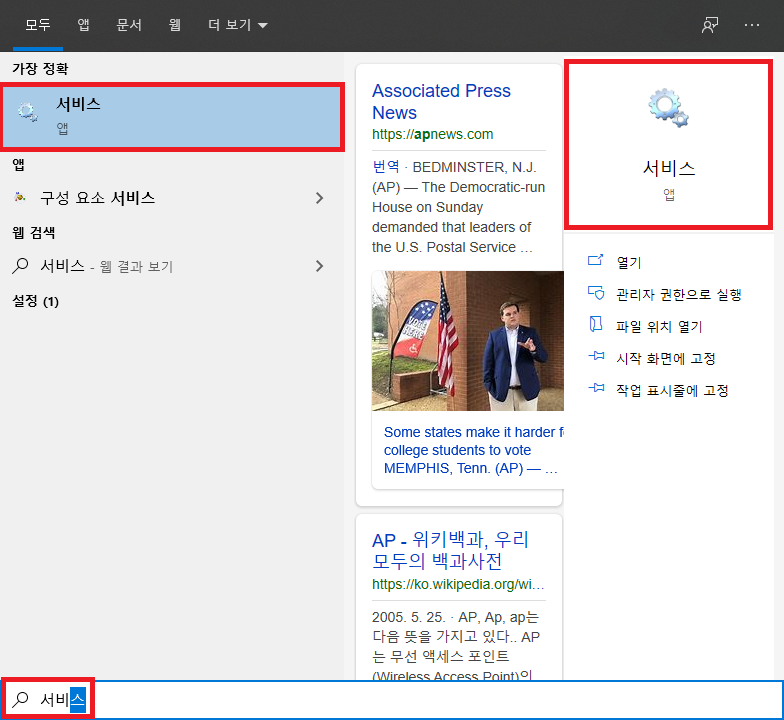 모두 앱 문서 웹 더 보기
가장 정확
서비스
앱
앱
구성 요소 서비스
웹 검색
서비스 - 웹 결과 보기
설정 (1)
Associated Press
News
https://apnews.com
번역 · BEDMINSTER, N.J.
(AP) — The Democratic-run
House on Sunday
demanded that leaders of
the U.S. Postal Service ...
VOTE
HERE
Some states make it harder f
college students to vote
MEMPHIS, Tenn. (AP) — ...
AP - 위키백과, 우리
모두의 백과사전
https://ko.wikipedia.org/wi...
2005. 5. 25. · AP, Ap, ap는
다음 뜻을 가지고 있다.. AP
는 무선 액세스 포인트
(Wireless Access Point)의
서비스
앱
열기
관리자 권한으로 실행
파일 위치 열기
시작 화면에 고정
작업 표시줄에 고정
서비스